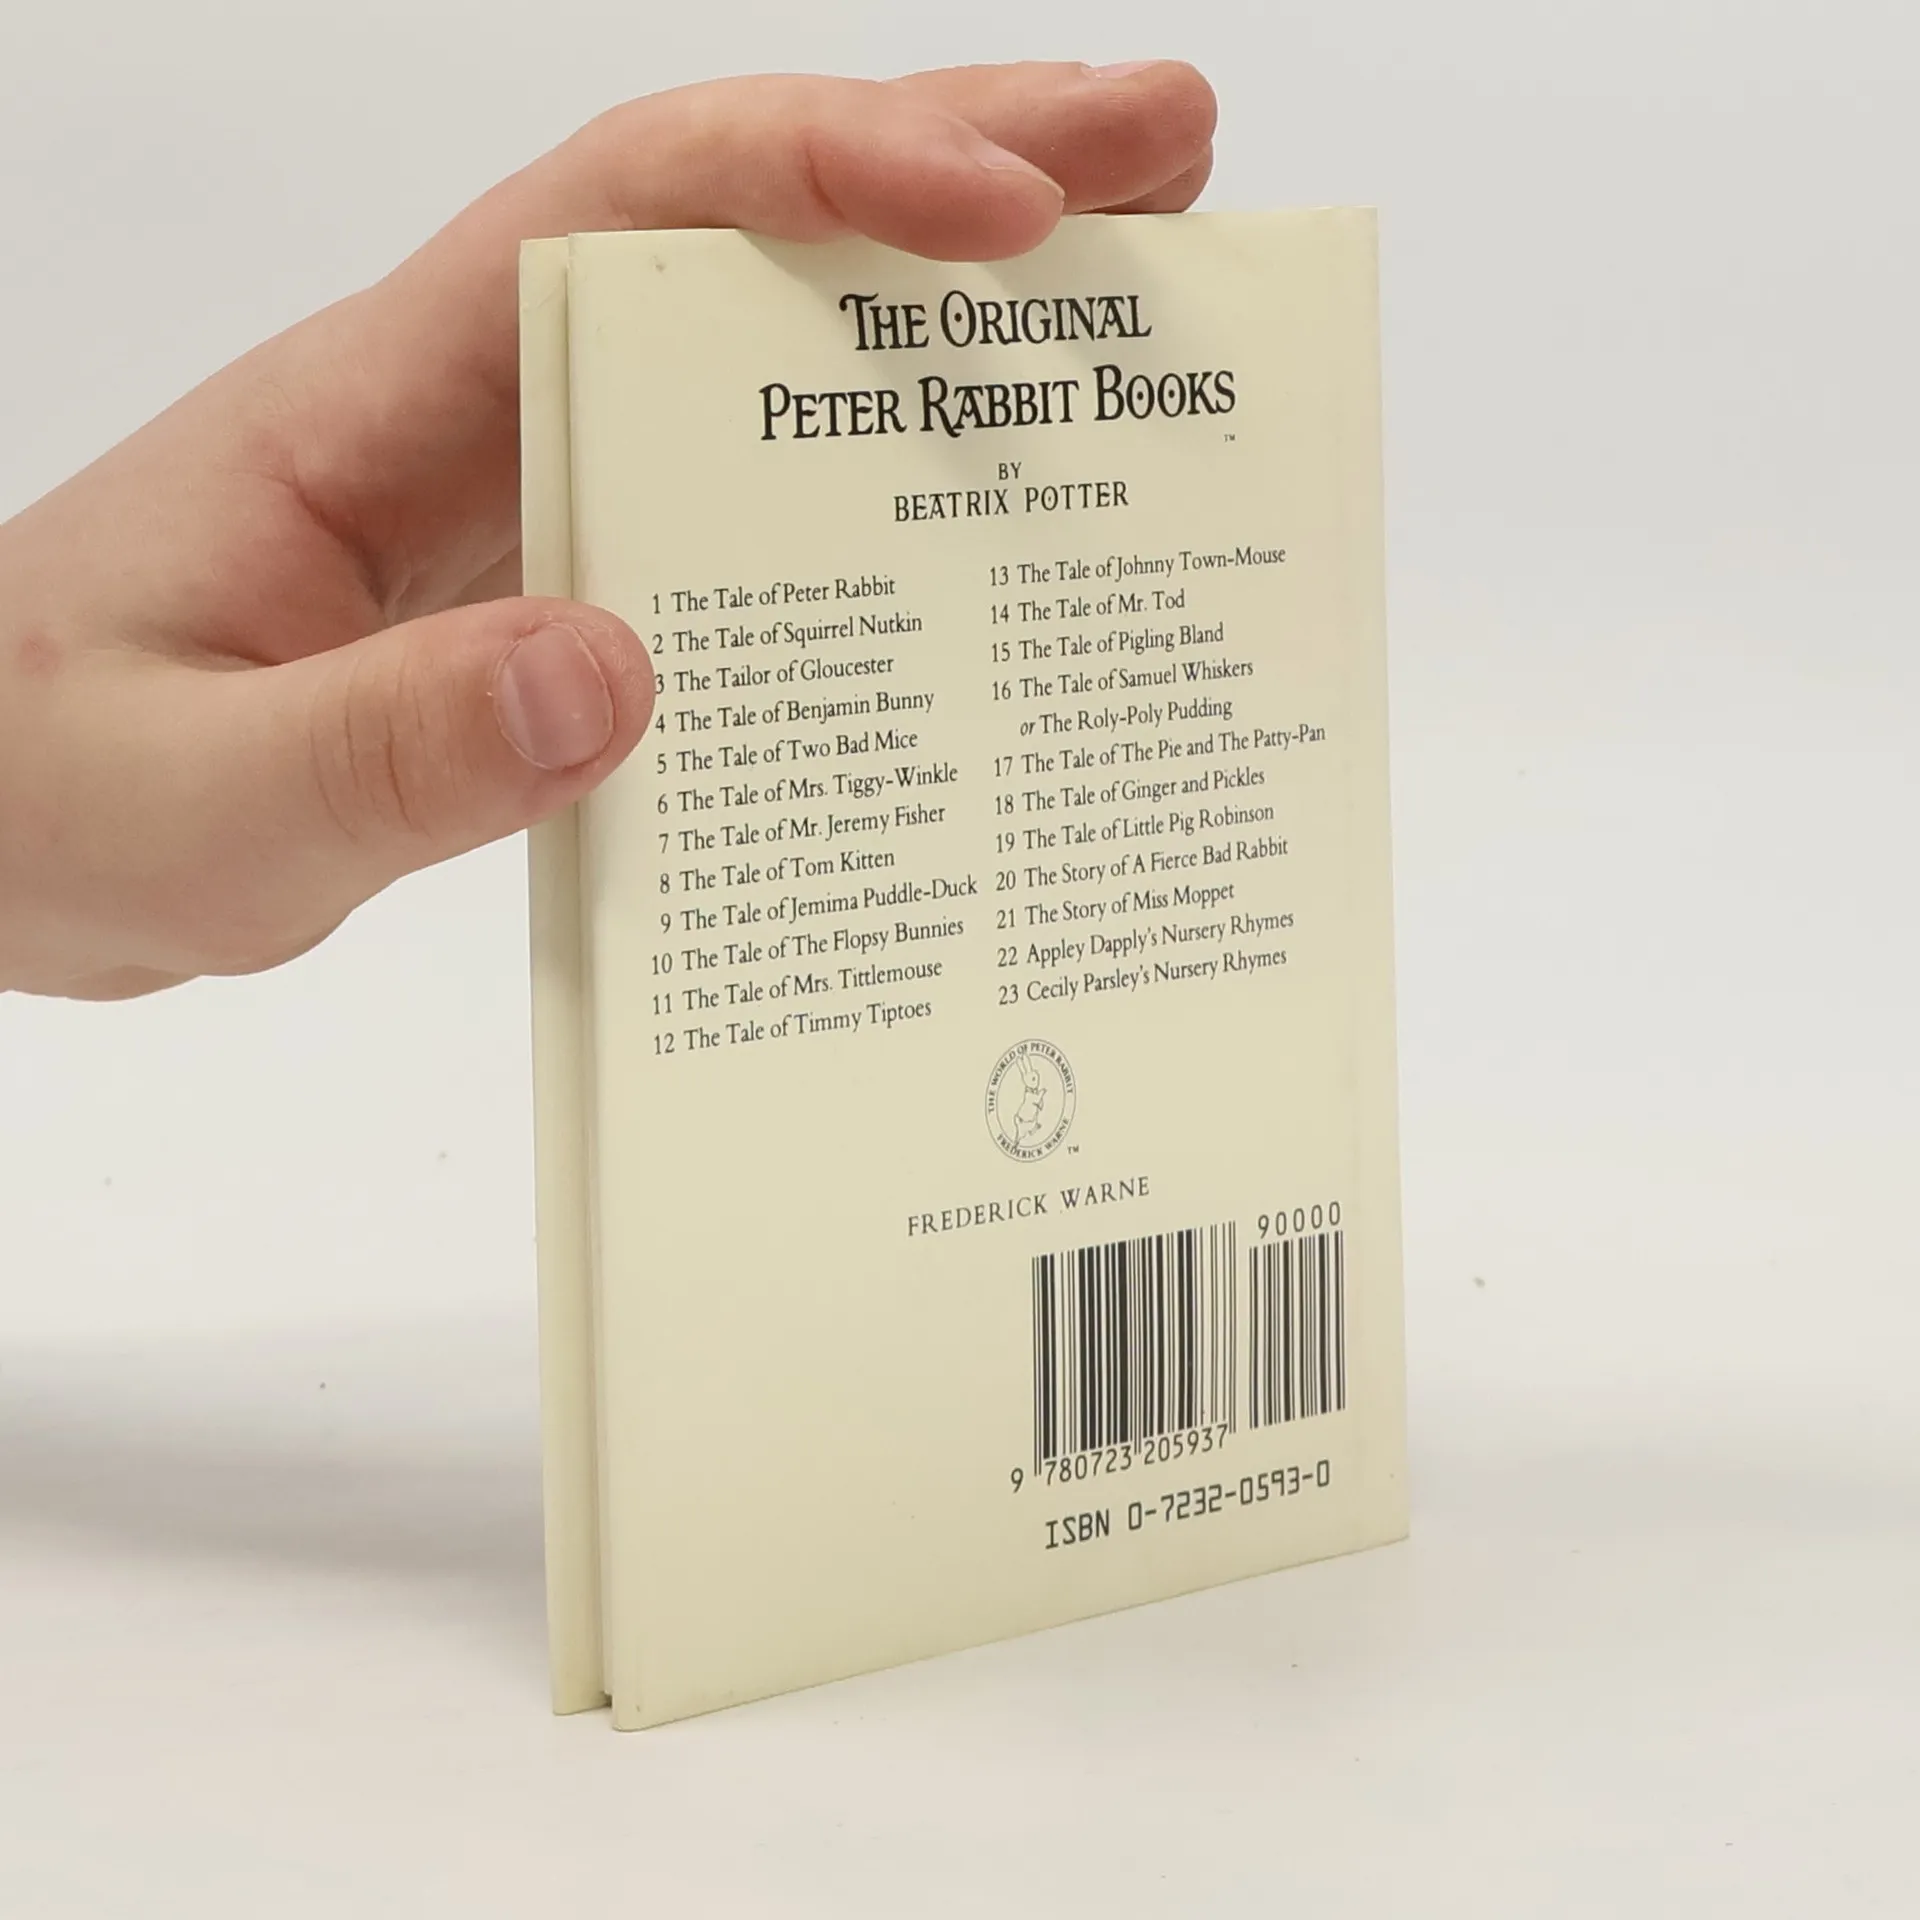 THE ORIGINAL
PETER RABBIT BOOKS
™
BY
BEATRIX POTTER
1 The Tale of Peter Rabbit
2 The Tale of Squirrel Nutkin
3 The Tailor of Gloucester
4 The Tale of Benjamin Bunny
5 The Tale of Two Bad Mice
6 The Tale of Mrs. Tiggy-Winkle
7 The Tale of Mr. Jeremy Fisher
8 The Tale of Tom Kitten
9 The Tale of Jemima Puddle-Duck
10 The Tale of The Flopsy Bunnies
11 The Tale of Mrs. Tittlemouse
12 The Tale of Timmy Tiptoes
13 The Tale of Johnny Town-Mouse
14 The Tale of Mr. Tod
15 The Tale of Pigling Bland
16 The Tale of Samuel Whiskers
or The Roly-Poly Pudding
17 The Tale of The Pie and The Patty-Pan
18 The Tale of Ginger and Pickles
19 The Tale of Little Pig Robinson
20 The Story of A Fierce Bad Rabbit
21 The Story of Miss Moppet
22 Appley Dapply's Nursery Rhymes
23 Cecily Parsley's Nursery Rhymes
THE WORLD OF PETER RABBIT
FREDERICK WARNE
™
FREDERICK WARNE
90000
9 780723 205937
ISBN 0-7232-0593-0